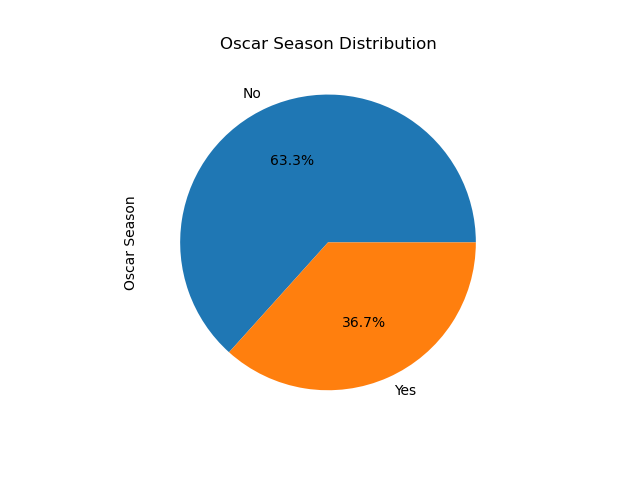 Oscar Season Distribution
No
63.3%
Oscar Season
36.7%
Yes